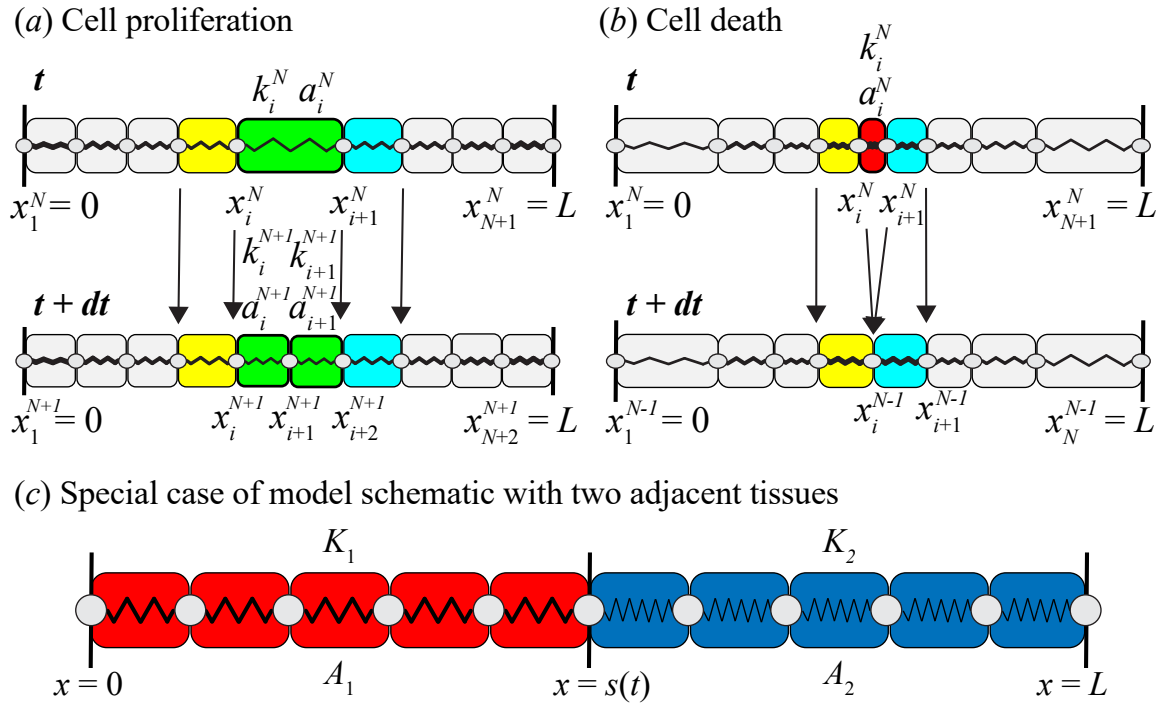 (a) Cell proliferation
t
k_i^N a_i^N
x_1^N = 0 x_i^N x_{i+1}^N x_{N+1}^N = L
k_i^{N+1} k_{i+1}^{N+1}
t + dt
a_i^{N+1} a_{i+1}^{N+1}
x_1^{N+1} = 0 x_i^{N+1} x_{i+1}^{N+1} x_{i+2}^{N+1} x_{N+2}^{N+1} = L
(b) Cell death
k_i^N
t
a_i^N
x_1^N = 0 x_i^N x_{i+1}^N x_{N+1}^N = L
t + dt
x_1^{N-1} = 0 x_i^{N-1} x_{i+1}^{N-1} x_N^{N-1} = L
(c) Special case of model schematic with two adjacent tissues
K_1 K_2
A_1 A_2
x = 0 x = s(t) x = L